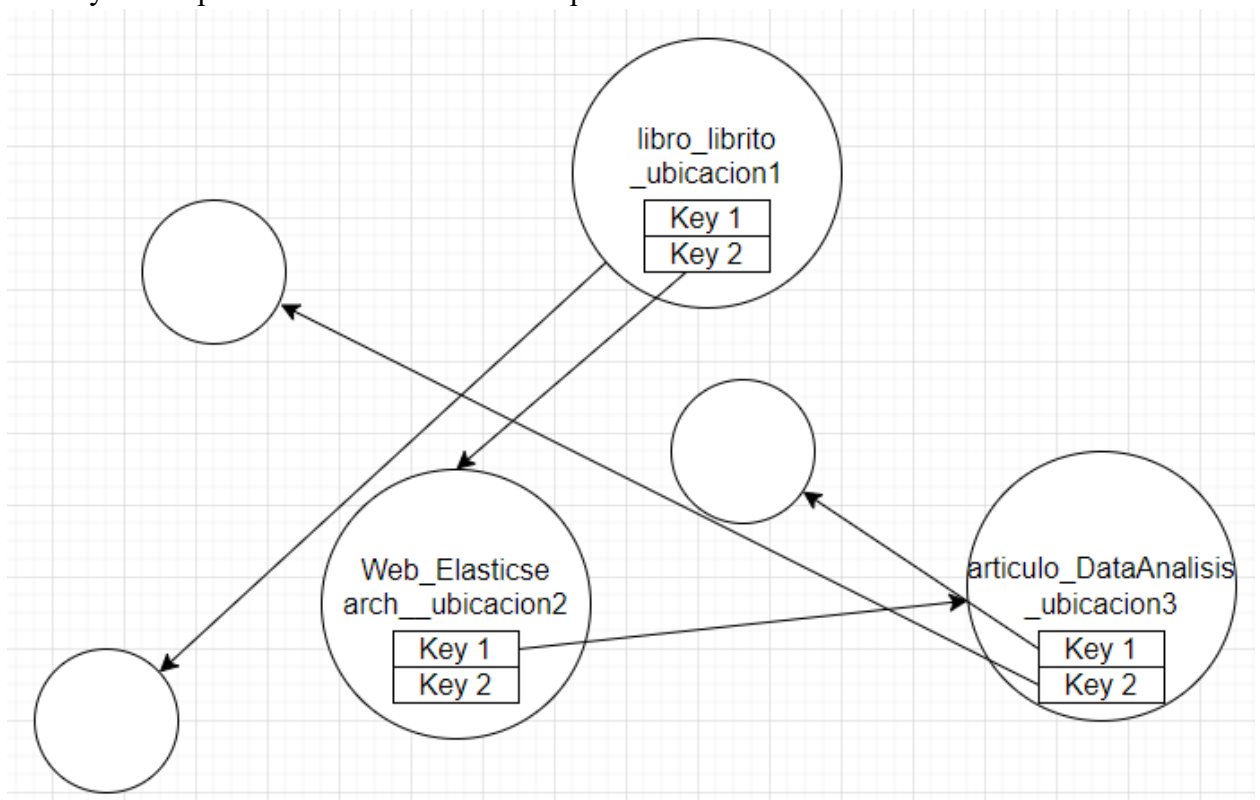 libro_librito
_ubicacion1
Key 1
Key 2
Web_Elasticse
arch__ubicacion2
Key 1
Key 2
articulo_DataAnalisis
_ubicacion3
Key 1
Key 2